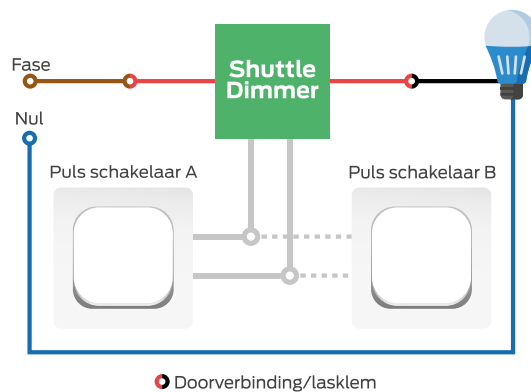 Fase
Shuttle
Dimmer
Nul
Puls schakelaar A
Puls schakelaar B
Doorverbinding/lasklem